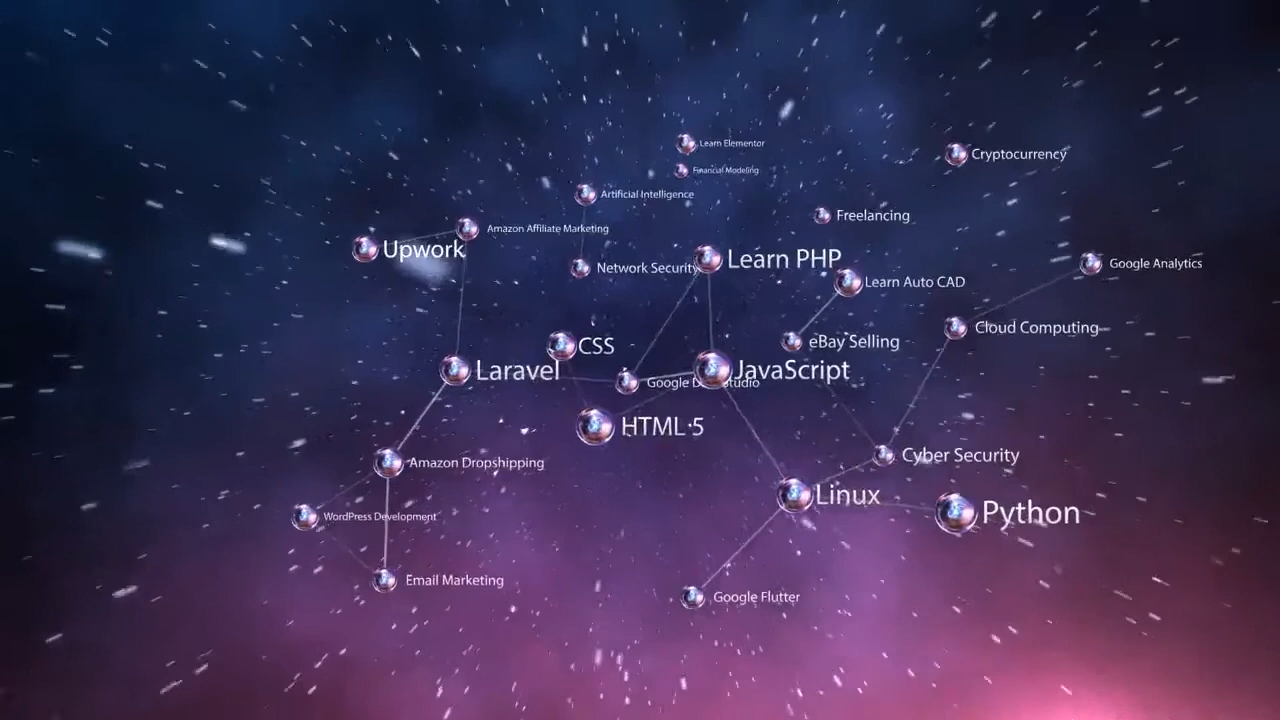 Learn Elementor
Cryptocurrency
Financial Modeling
Artificial Intelligence
Freelancing
Amazon Affiliate Marketing
Upwork
Learn PHP
Google Analytics
Network Security
Learn Auto CAD
Cloud Computing
eBay Selling
CSS
Laravel
JavaScript
Google D Studio
HTML 5
Cyber Security
Amazon Dropshipping
Linux
Python
WordPress Development
Email Marketing
Google Flutter